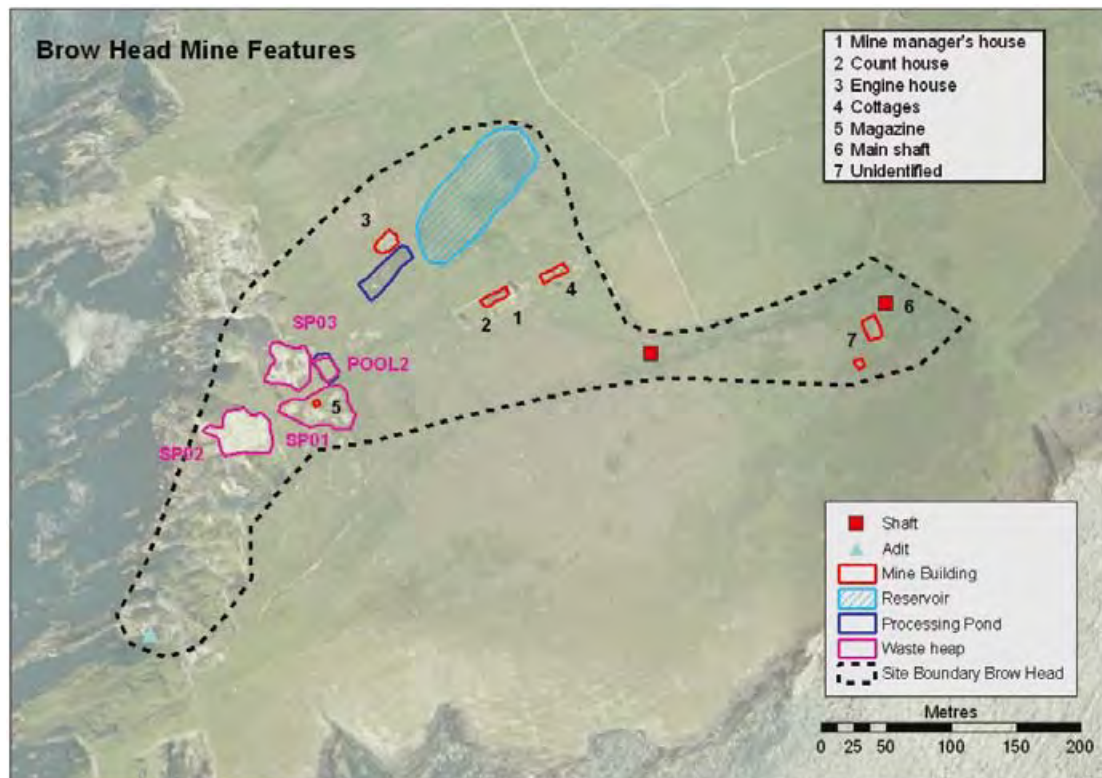 Brow Head Mine Features
1 Mine manager's house
2 Count house
3 Engine house
4 Cottages
5 Magazine
6 Main shaft
7 Unidentified
3
4
2
1
6
7
SP03
POOL2
5
SP01
SP02
Shaft
Adit
Mine Building
Reservoir
Processing Pond
Waste heap
Site Boundary Brow Head
Metres
0 25 50 100 150 200